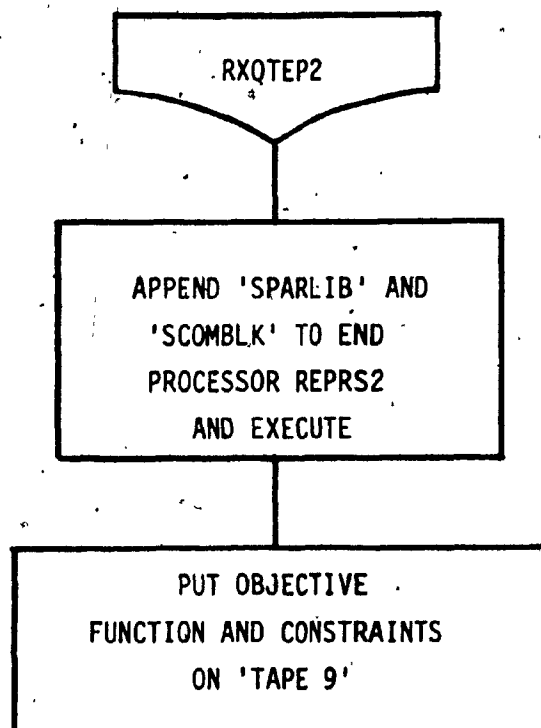 RXQTEP2
APPEND 'SPARLIB' AND
'SCOMBLK' TO END
PROCESSOR REPRS2
AND EXECUTE
PUT OBJECTIVE
FUNCTION AND CONSTRAINTS
ON 'TAPE 9'